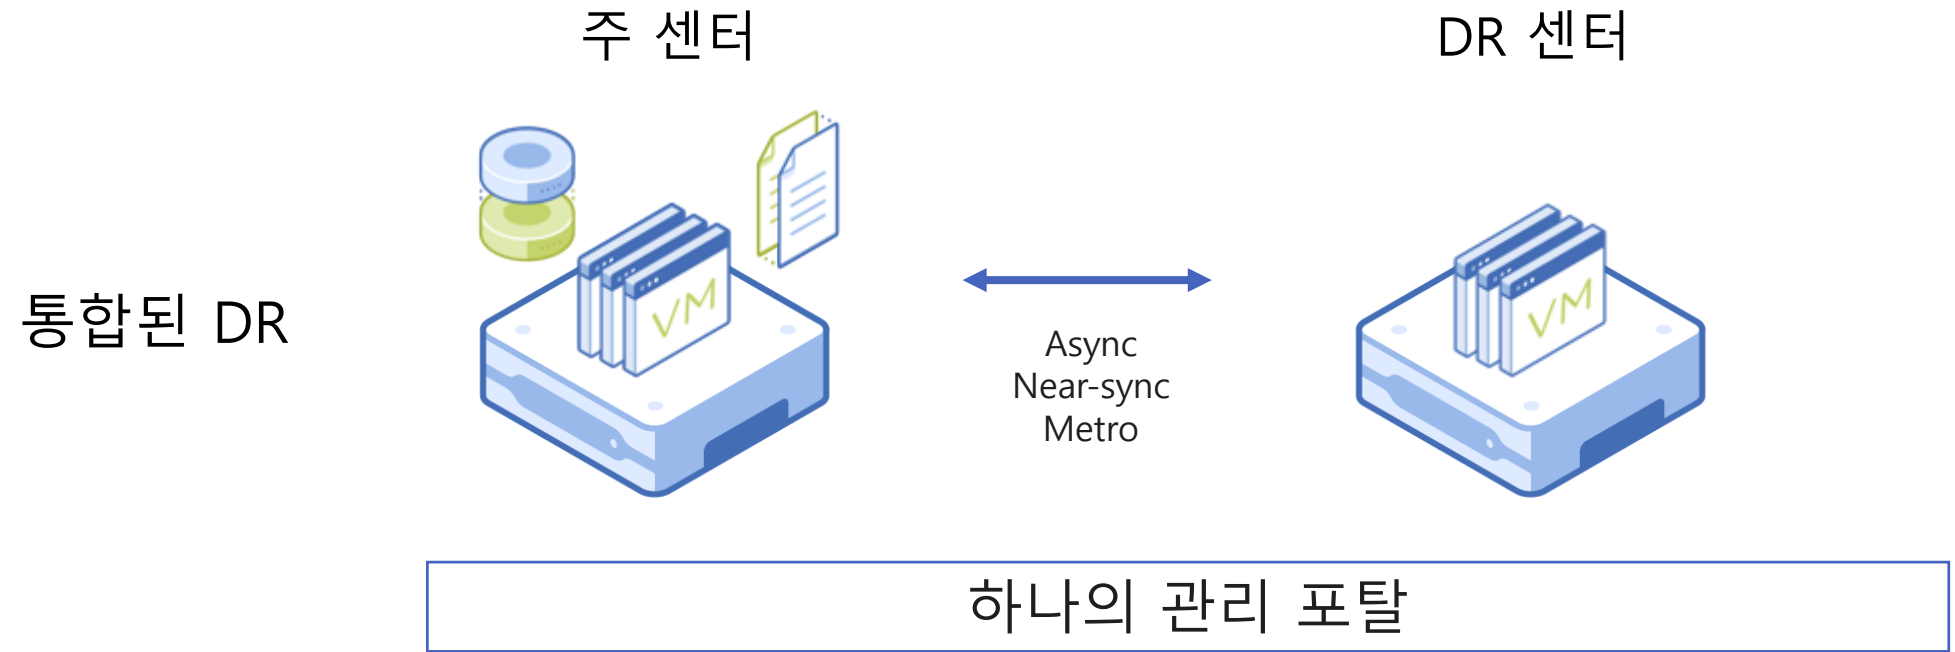 주 센터
DR 센터
VM
VM
통합된 DR
Async
Near-sync
Metro
하나의 관리 포탈